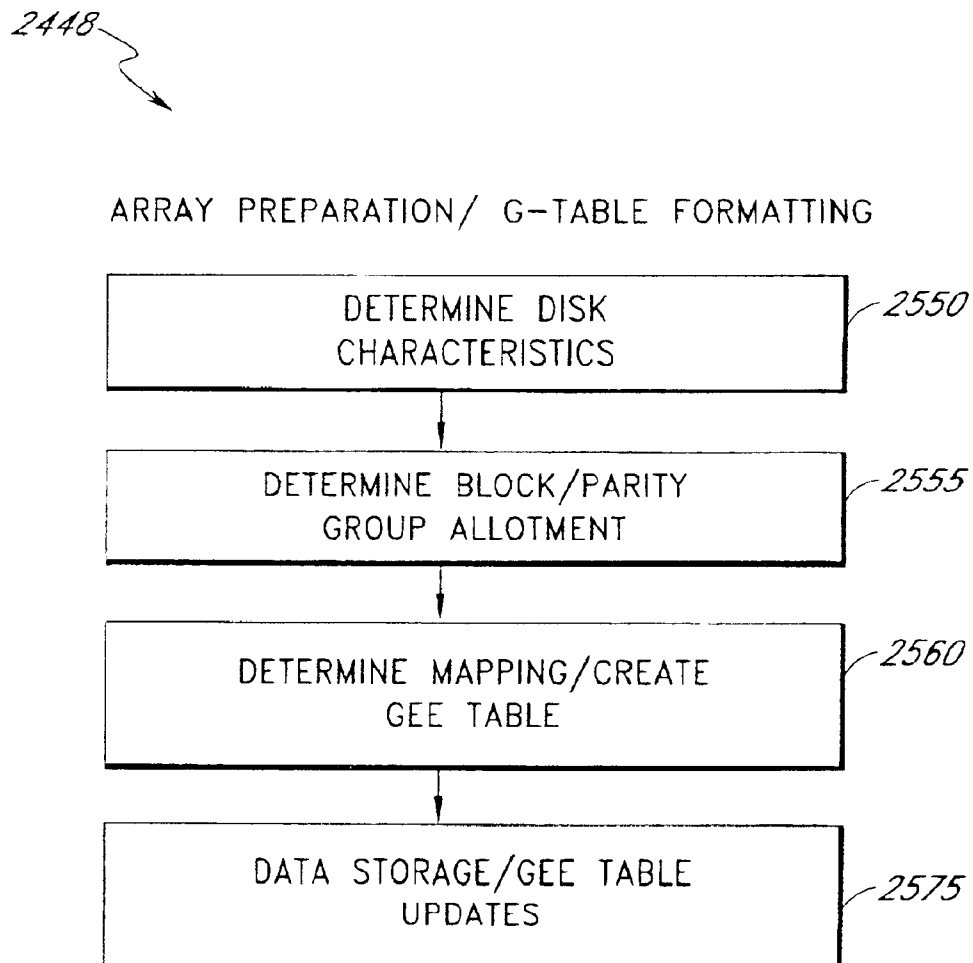 2448
ARRAY PREPARATION/ G-TABLE FORMATTING
DETERMINE DISK
CHARACTERISTICS
2550
DETERMINE BLOCK/PARITY
GROUP ALLOTMENT
2555
DETERMINE MAPPING/CREATE
GEE TABLE
2560
DATA STORAGE/GEE TABLE
UPDATES
2575